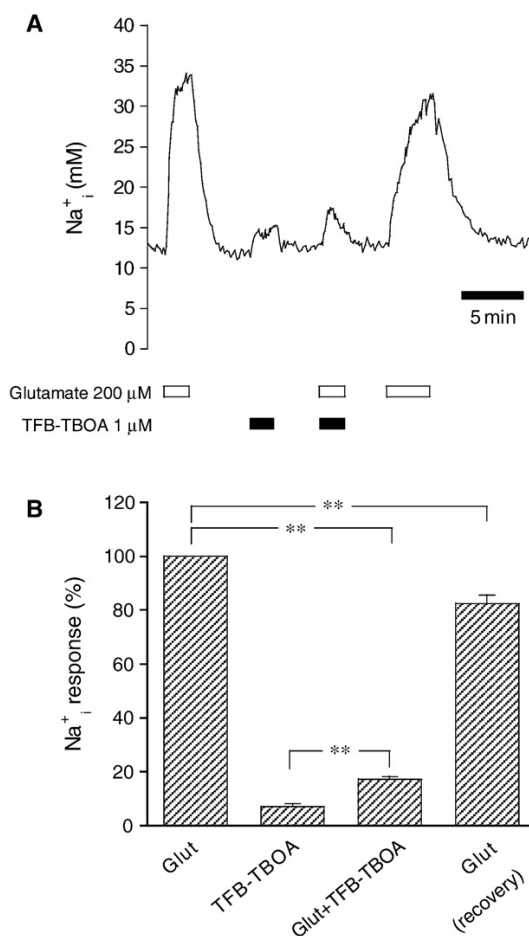 A
40
35
30
25
20
15
10
5
0
Na+i (mM)
5 min
Glutamate 200 μM
TFB-TBOA 1 μM
B
120
100
80
60
40
20
0
Na+i response (%)
**
**
**
Glut
TFB-TBOA
Glut+TFB-TBOA
Glut
(recovery)